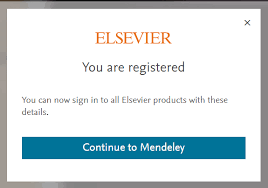 ELSEVIER
You are registered
You can now sign in to all Elsevier products with these
details.
Continue to Mendeley